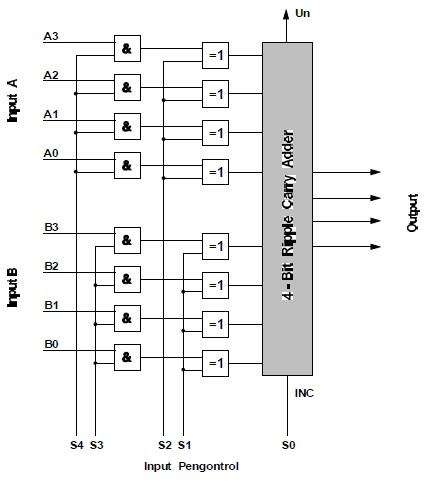 Un
A3
&
=1
A2
&
=1
A1
&
=1
A0
&
=1
Input A
B3
&
=1
B2
&
=1
B1
&
=1
B0
&
=1
Input B
4 - Bit Ripple Carry Adder
Output
INC
S4 S3 S2 S1 S0
Input Pengontrol